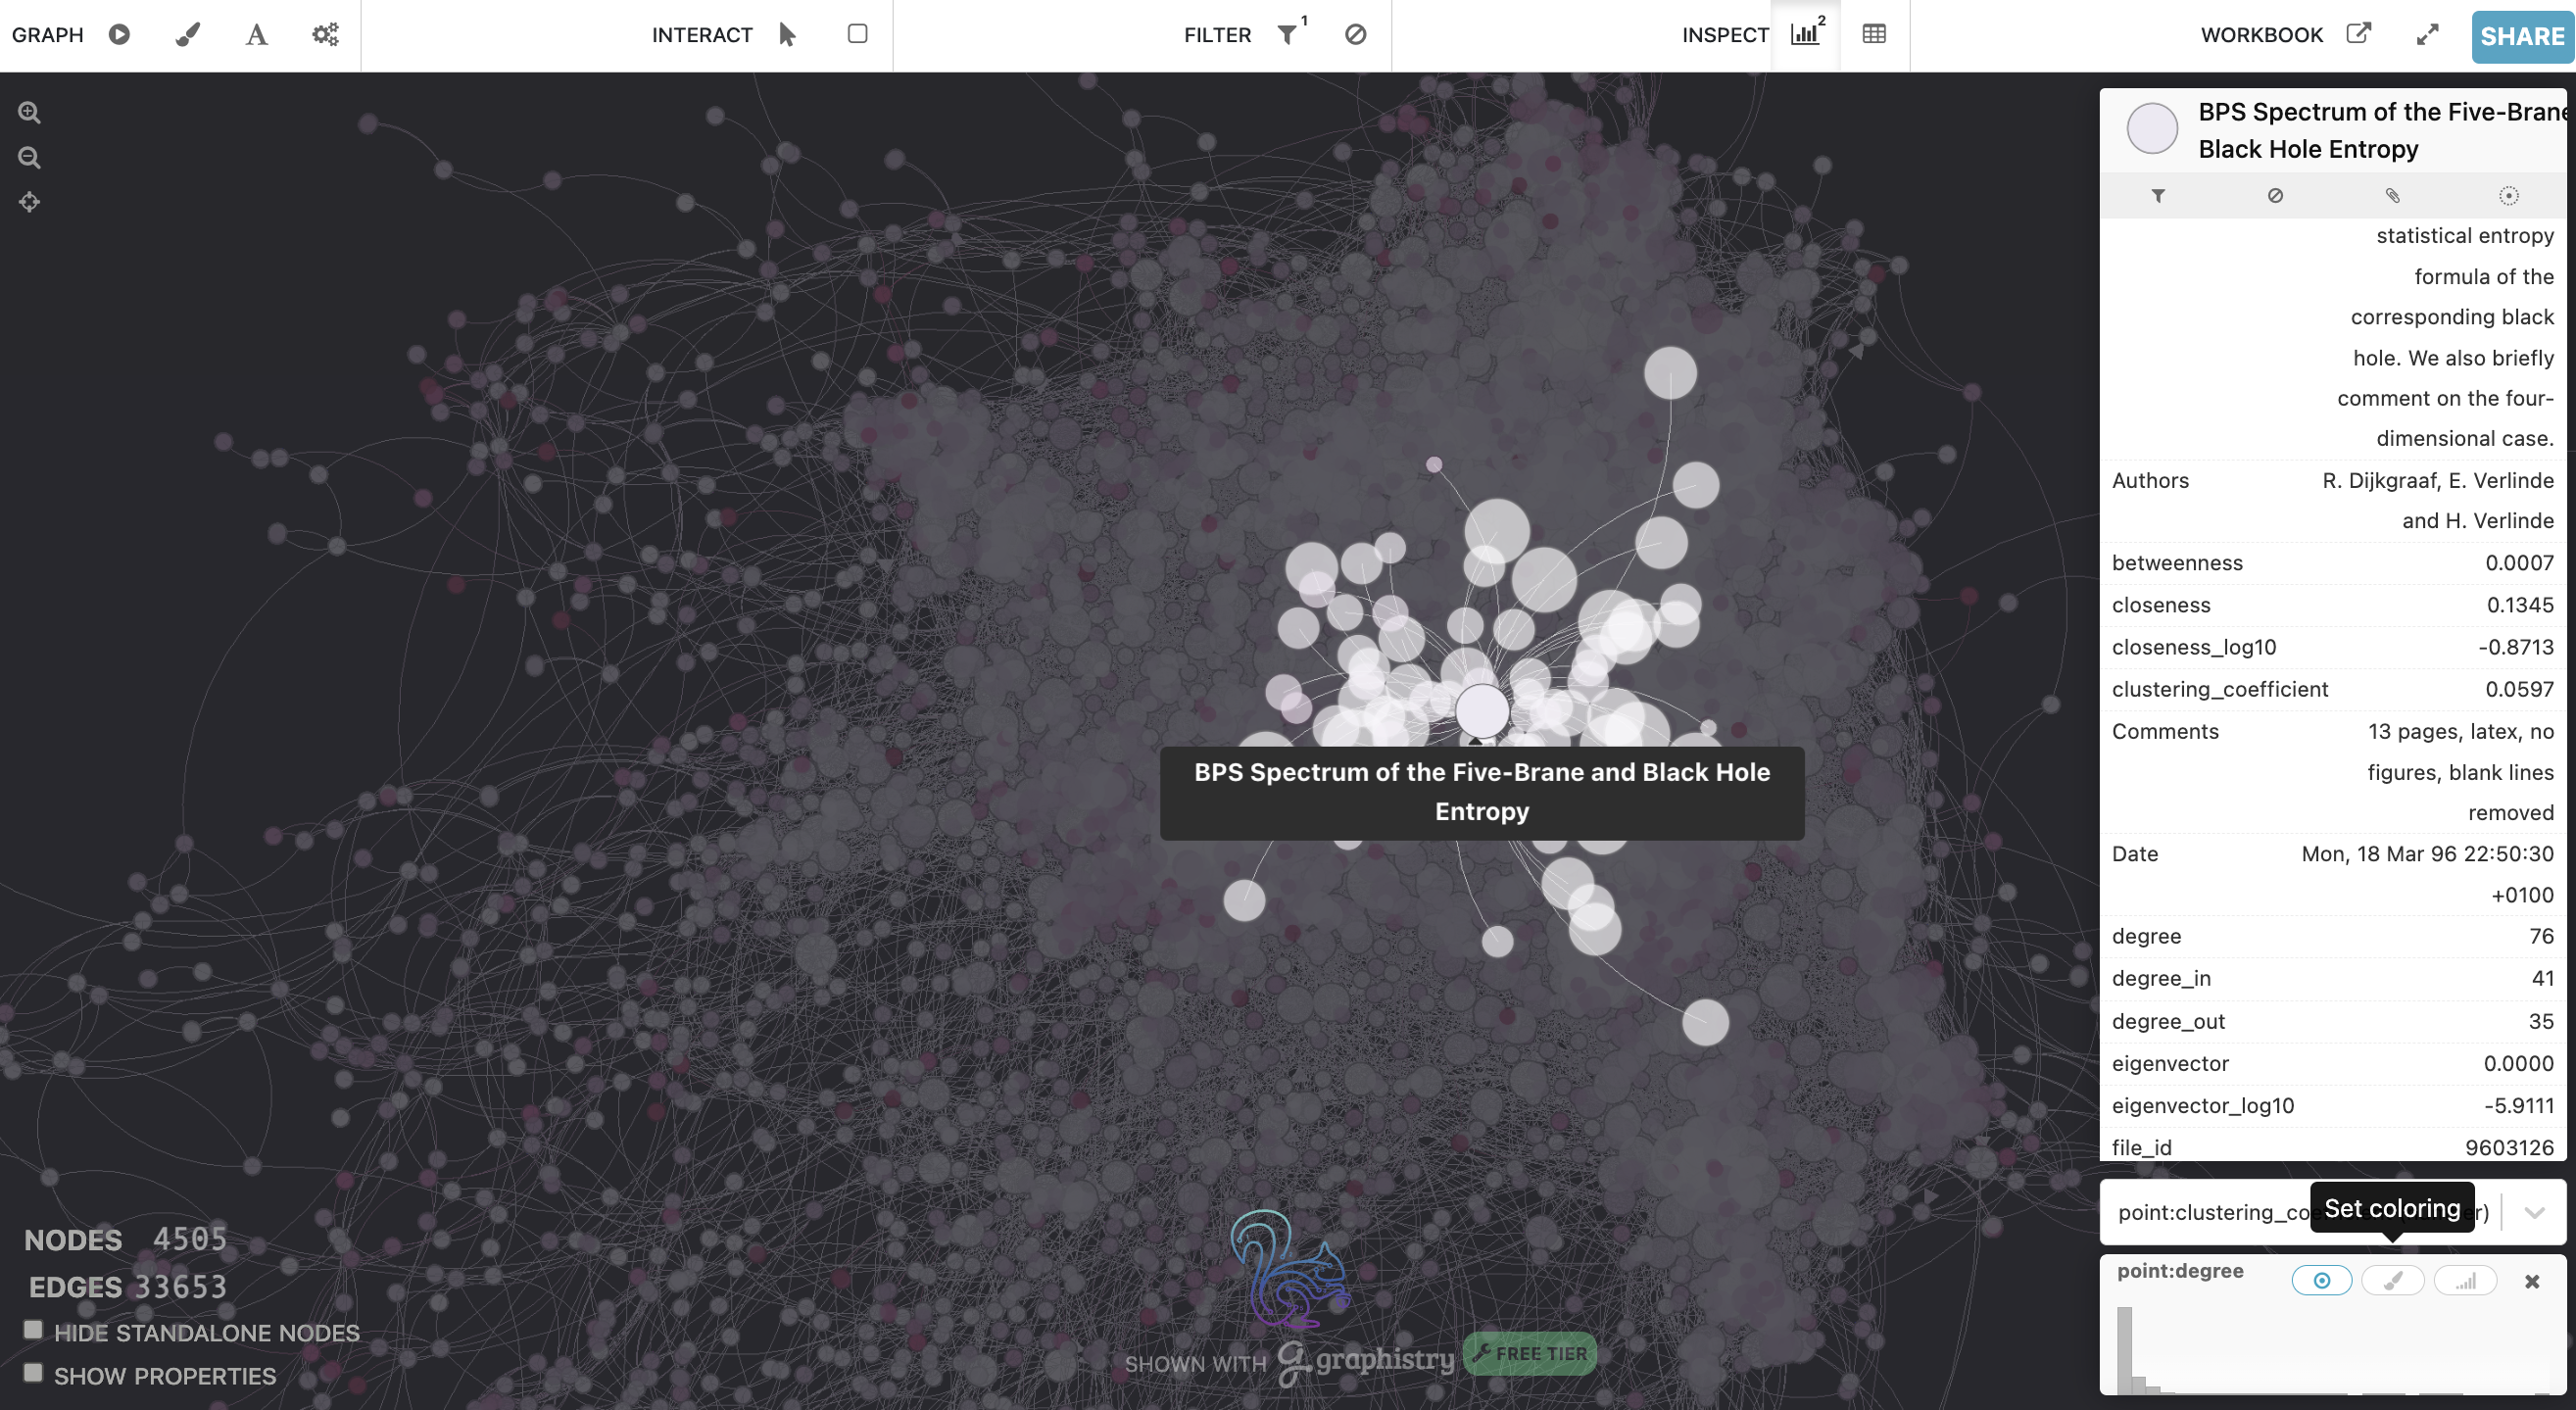 GRAPH
INTERACT
FILTER 1
INSPECT 2
WORKBOOK
SHARE
BPS Spectrum of the Five-Brane
Black Hole Entropy
statistical entropy
formula of the
corresponding black
hole. We also briefly
comment on the four-
dimensional case.
Authors R. Dijkgraaf, E. Verlinde
and H. Verlinde
betweenness 0.0007
closeness 0.1345
closeness_log10 -0.8713
clustering_coefficient 0.0597
Comments 13 pages, latex, no
figures, blank lines
removed
Date Mon, 18 Mar 96 22:50:30
+0100
degree 76
degree_in 41
degree_out 35
eigenvector 0.0000
eigenvector_log10 -5.9111
file_id 9603126
BPS Spectrum of the Five-Brane and Black Hole
Entropy
Set coloring
point:degree
NODES 4505
EDGES 33653
HIDE STANDALONE NODES
SHOW PROPERTIES
SHOWN WITH graphistry FREE TIER